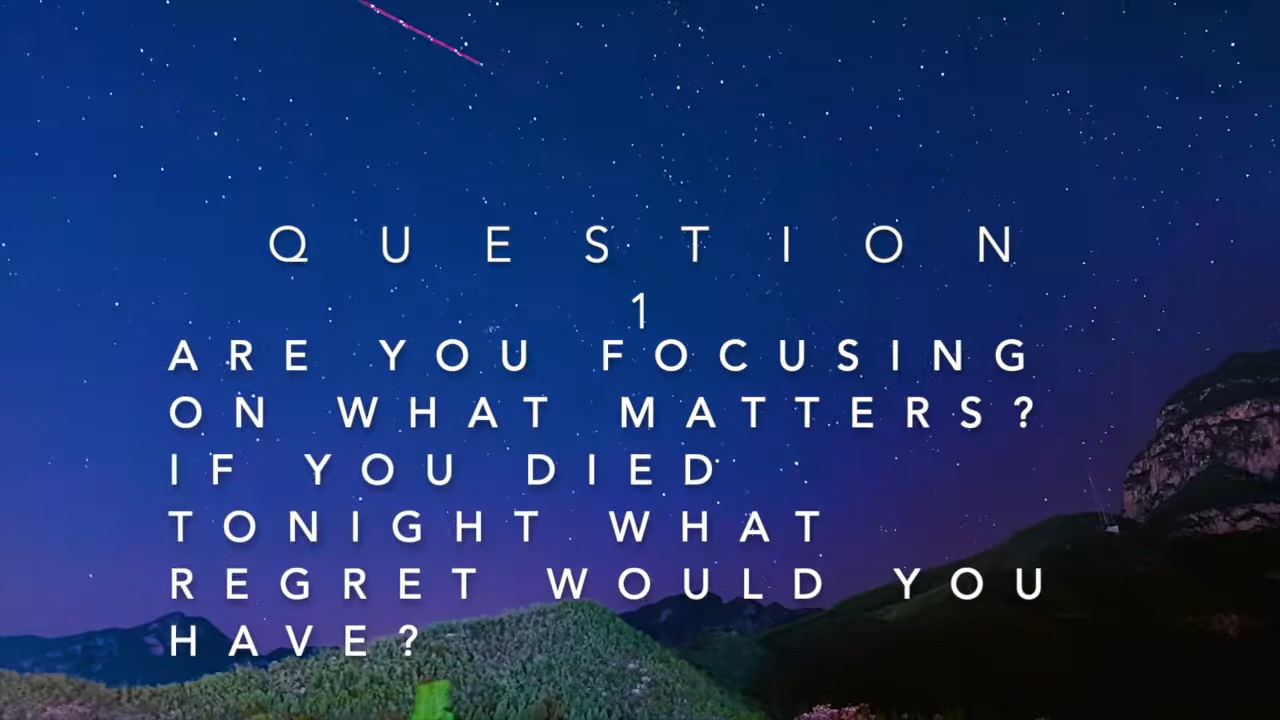 QUESTION
1
ARE YOU FOCUSING
ON WHAT MATTERS?
IF YOU DIED
TONIGHT WHAT
REGRET WOULD YOU
HAVE?